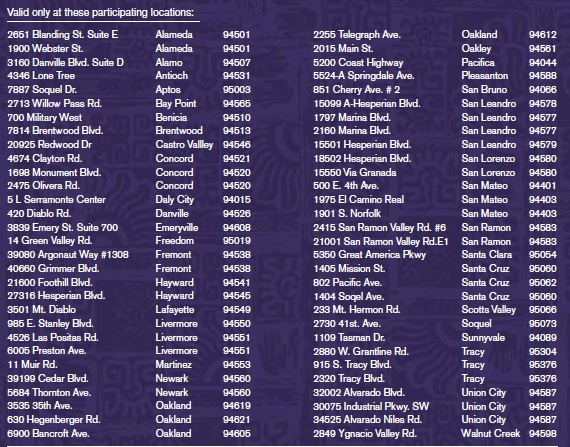 Valid only at these participating locations:
2651 Blanding St. Suite E Alameda 94501
1900 Webster St. Alameda 94501
3160 Danville Blvd. Suite D Alamo 94507
4346 Lone Tree Antioch 94531
7887 Soquel Dr. Aptos 95003
2713 Willow Pass Rd. Bay Point 94565
700 Military West Benicia 94510
7814 Brentwood Blvd. Brentwood 94513
20925 Redwood Dr Castro Vallley 94546
4674 Clayton Rd. Concord 94521
1698 Monument Blvd. Concord 94520
2475 Olivera Rd. Concord 94520
5 L Serramonte Center Daly City 94015
420 Diablo Rd. Danville 94526
3839 Emery St. Suite 700 Emeryville 94608
14 Green Valley Rd. Freedom 95019
39080 Argonaut Way #1308 Fremont 94538
40660 Grimmer Blvd. Fremont 94538
21600 Foothill Blvd. Hayward 94541
27316 Hesperian Blvd. Hayward 94545
3501 Mt. Diablo Lafayette 94549
985 E. Stanley Blvd. Livermore 94550
4526 Las Positas Rd. Livermore 94551
6005 Preston Ave. Livermore 94551
11 Muir Rd. Martinez 94553
39199 Cedar Blvd. Newark 94560
5684 Thornton Ave. Newark 94560
3535 35th Ave. Oakland 94619
630 Hegenberger Rd. Oakland 94621
6900 Bancroft Ave. Oakland 94605
2255 Telegraph Ave. Oakland 94612
2015 Main St. Oakley 94561
5200 Coast Highway Pacifica 94044
5524-A Springdale Ave. Pleasanton 94588
851 Cherry Ave. # 2 San Bruno 94066
15099 A-Hesperian Blvd. San Leandro 94578
1797 Marina Blvd. San Leandro 94577
2160 Marina Blvd. San Leandro 94577
15501 Hesperian Blvd. San Leandro 94579
18502 Hesperian Blvd. San Lorenzo 94580
15550 Via Granada San Lorenzo 94580
500 E. 4th Ave. San Mateo 94401
1975 El Camino Real San Mateo 94403
1901 S. Norfolk San Mateo 94403
2415 San Ramon Valley Rd. #6 San Ramon 94583
21001 San Ramon Valley Rd.E1 San Ramon 94583
5350 Great America Pkwy Santa Clara 95054
1405 Mission St. Santa Cruz 95060
802 Pacific Ave. Santa Cruz 95062
1404 Soqel Ave. Santa Cruz 95060
233 Mt. Hermon Rd. Scotts Valley 95066
2730 41st. Ave. Soquel 95073
1109 Tasman Dr. Sunnyvale 94089
2880 W. Grantline Rd. Tracy 95304
915 S. Tracy Blvd. Tracy 95376
2320 Tracy Blvd. Tracy 95376
32002 Alvarado Blvd. Union City 94587
30075 Industrial Pkwy. SW Union City 94587
34525 Alvarado Niles Rd. Union City 94587
2849 Ygnacio Valley Rd. Walnut Creek 94598